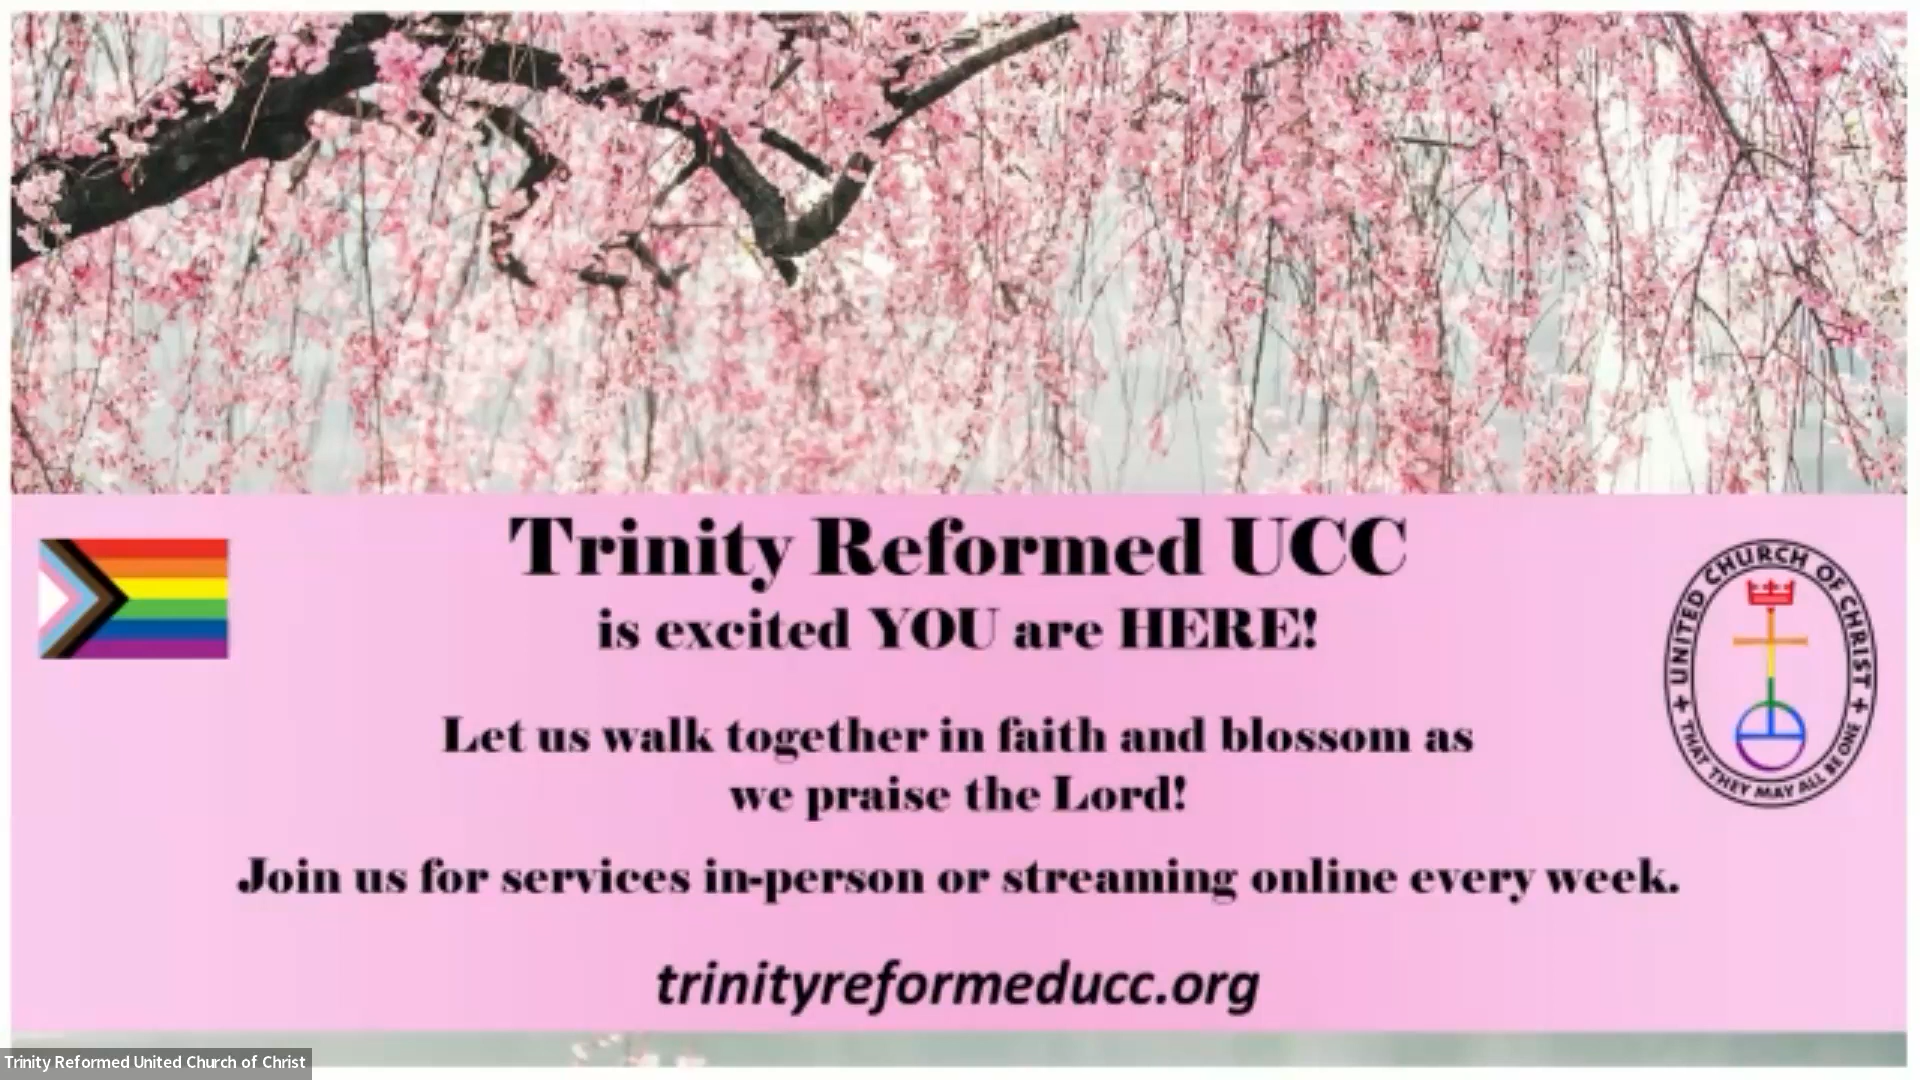 Trinity Reformed UCC
is excited YOU are HERE!
Let us walk together in faith and blossom as
we praise the Lord!
Join us for services in-person or streaming online every week.
trinityreformeducc.org
UNITED CHURCH OF CHRIST
THAT THEY MAY ALL BE ONE
Trinity Reformed United Church of Christ